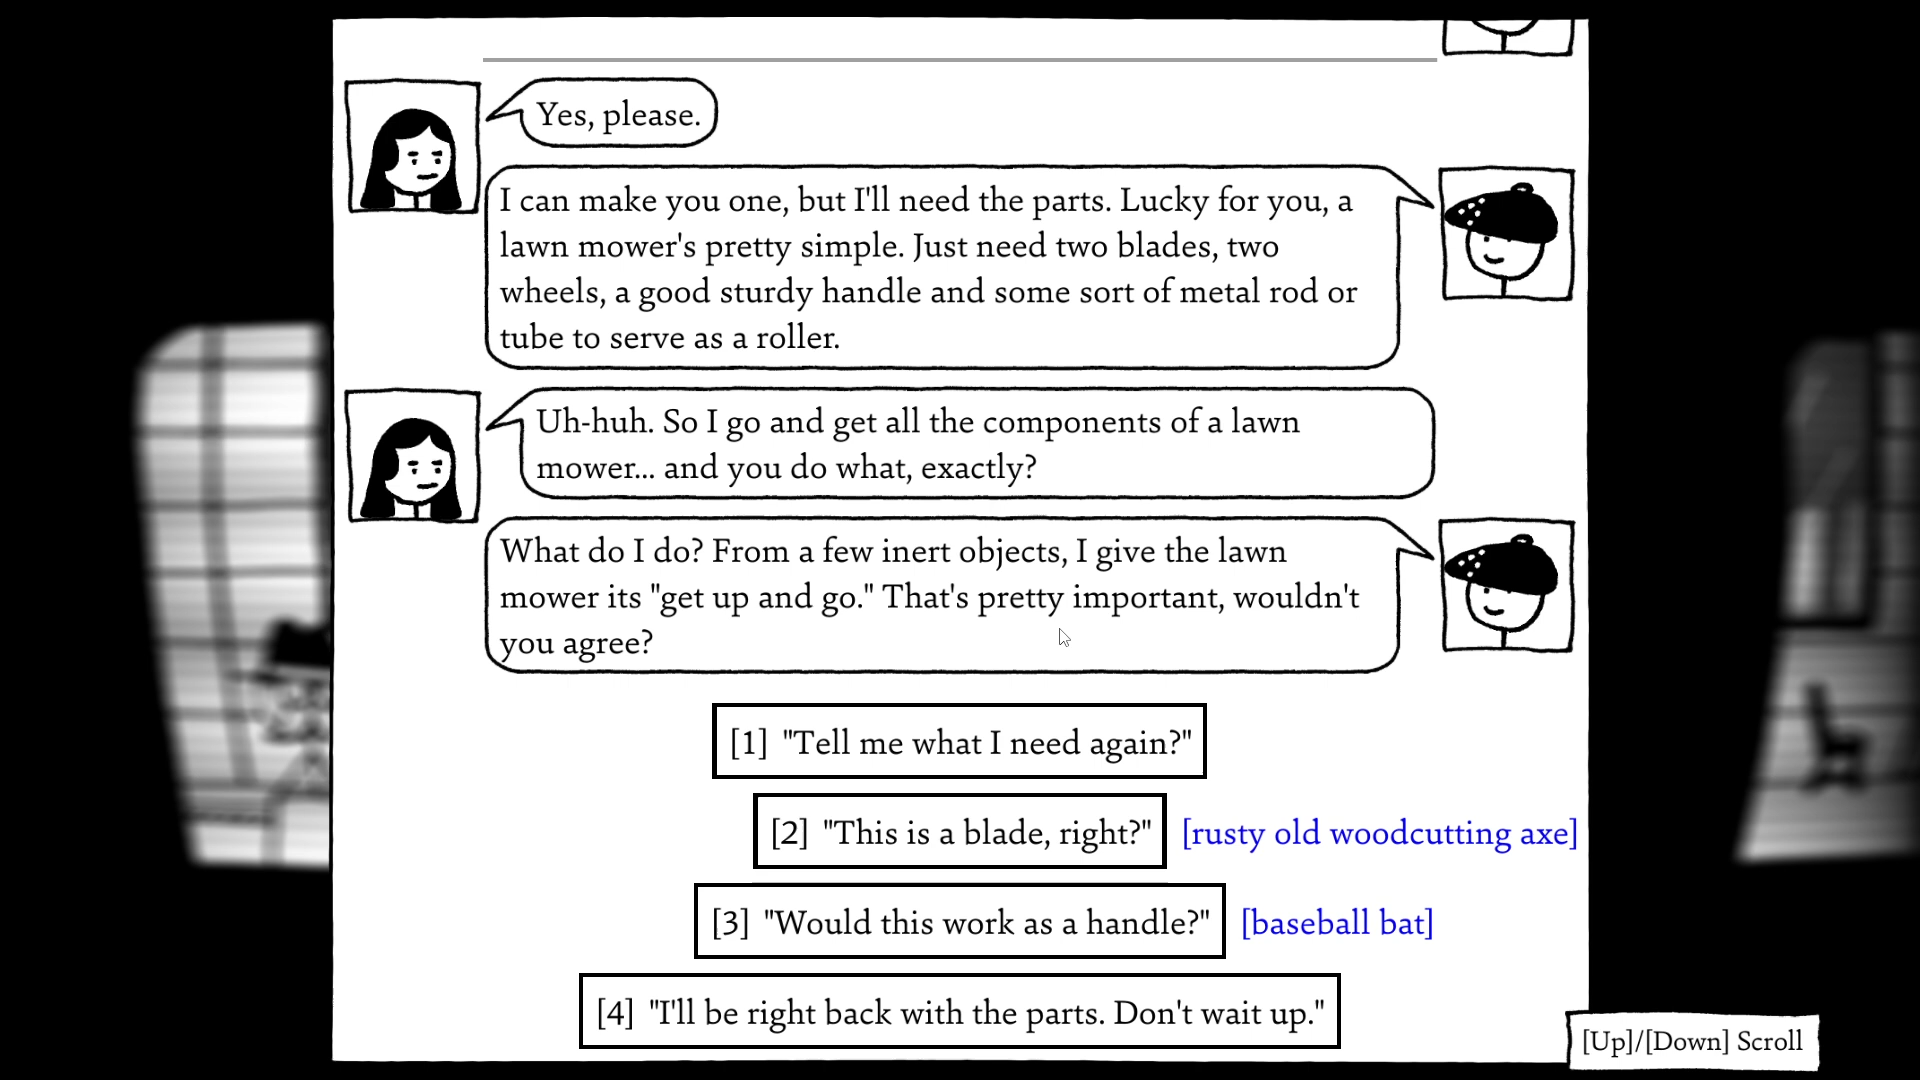 Yes, please.
I can make you one, but I'll need the parts. Lucky for you, a
lawn mower's pretty simple. Just need two blades, two
wheels, a good sturdy handle and some sort of metal rod or
tube to serve as a roller.
Uh-huh. So I go and get all the components of a lawn
mower... and you do what, exactly?
What do I do? From a few inert objects, I give the lawn
mower its "get up and go." That's pretty important, wouldn't
you agree?
[1] "Tell me what I need again?"
[2] "This is a blade, right?" [rusty old woodcutting axe]
[3] "Would this work as a handle?" [baseball bat]
[4] "I'll be right back with the parts. Don't wait up."
[Up]/[Down] Scroll